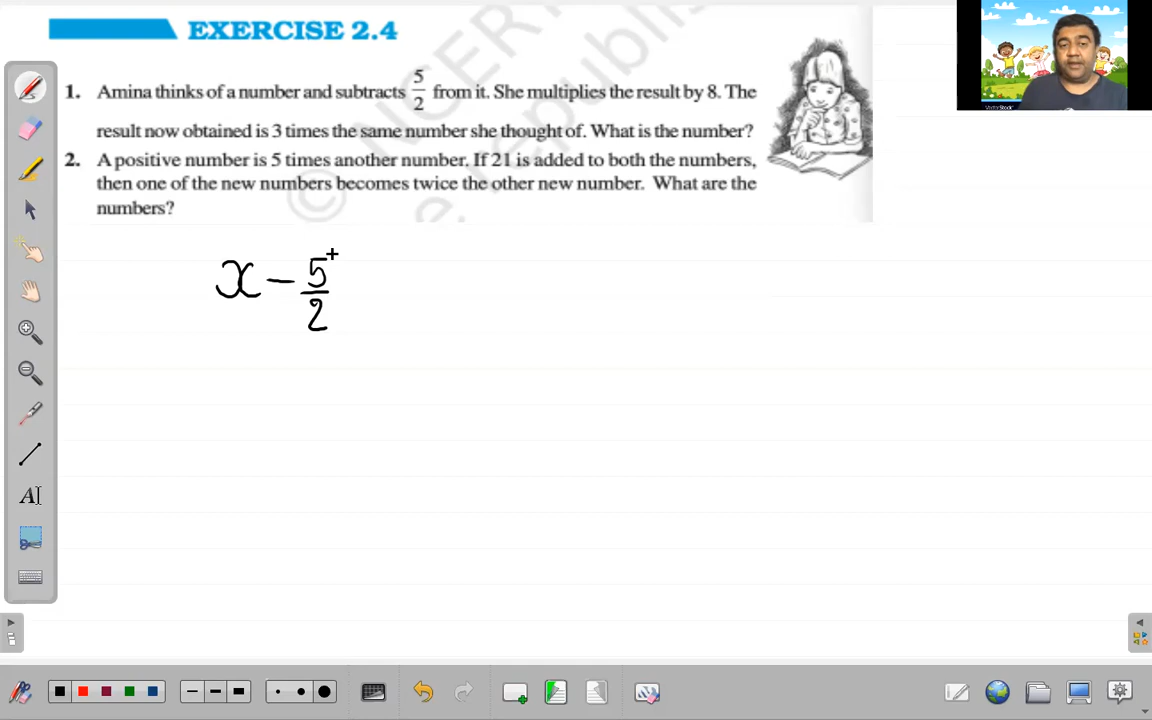 EXERCISE 2.4
1. Amina thinks of a number and subtracts 5/2 from it. She multiplies the result by 8. The
result now obtained is 3 times the same number she thought of. What is the number?
2. A positive number is 5 times another number. If 21 is added to both the numbers,
then one of the new numbers becomes twice the other new number. What are the
numbers?
x - 5/2